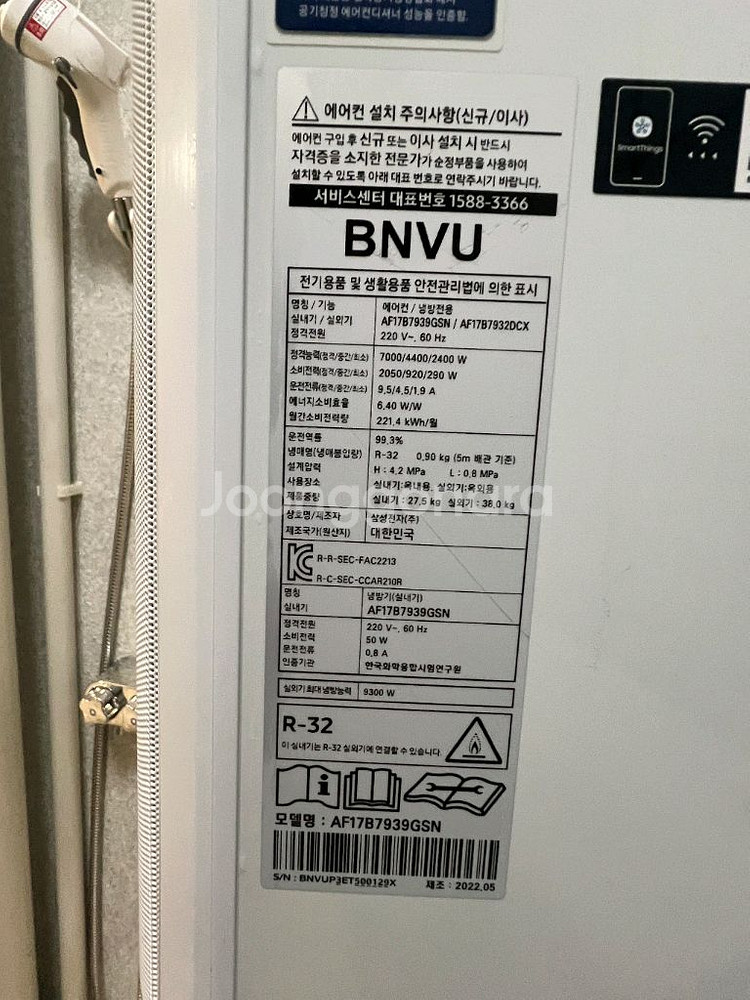 공기청정 에어컨디셔너 성능을 인증함.
에어컨 설치 주의사항(신규/이사)
에어컨 구입 후 신규 또는 이사 설치 시 반드시
자격증을 소지한 전문가가 순정부품을 사용하여
설치할 수 있도록 아래 대표 번호로 연락주시기 바랍니다.
서비스센터 대표번호 1588-3366
BNVU
전기용품 및 생활용품 안전관리법에 의한 표시
명칭 / 기능 에어컨 / 냉방전용
실내기 / 실외기 AF17B7939GSN / AF17B7932DCX
정격전원 220 V~, 60 Hz
정격능력(정격/중간/최소) 7000/4400/2400 W
소비전력(정격/중간/최소) 2050/920/290 W
운전전류(정격/중간/최소) 9.5/4.5/1.9 A
에너지소비효율 6.40 W/W
월간소비전력량 221.4 kWh/월
운전역률 99.3%
냉매명(냉매봉입량) R-32 0.90 kg (5m 배관 기준)
설계압력 H : 4.2 MPa L : 0.8 MPa
사용장소 실내기:옥내용, 실외기:옥외용
제품중량 실내기 : 27.5 kg 실외기 : 38.0 kg
상호명/제조자 삼성전자(주)
제조국가(원산지) 대한민국
R-R-SEC-FAC2213
R-C-SEC-CCAR210R
명칭 냉방기(실내기)
실내기 AF17B7939GSN
정격전원 220 V~, 60 Hz
소비전력 50 W
운전전류 0.8 A
인증기관 한국화학융합시험연구원
실외기 최대 냉방능력 9300 W
R-32
이 실내기는 R-32 실외기에 연결할 수 있습니다.
모델명 : AF17B7939GSN
S/N : BNVUP3ET500129X 제조 : 2022.05
SmartThings
Joonggonara